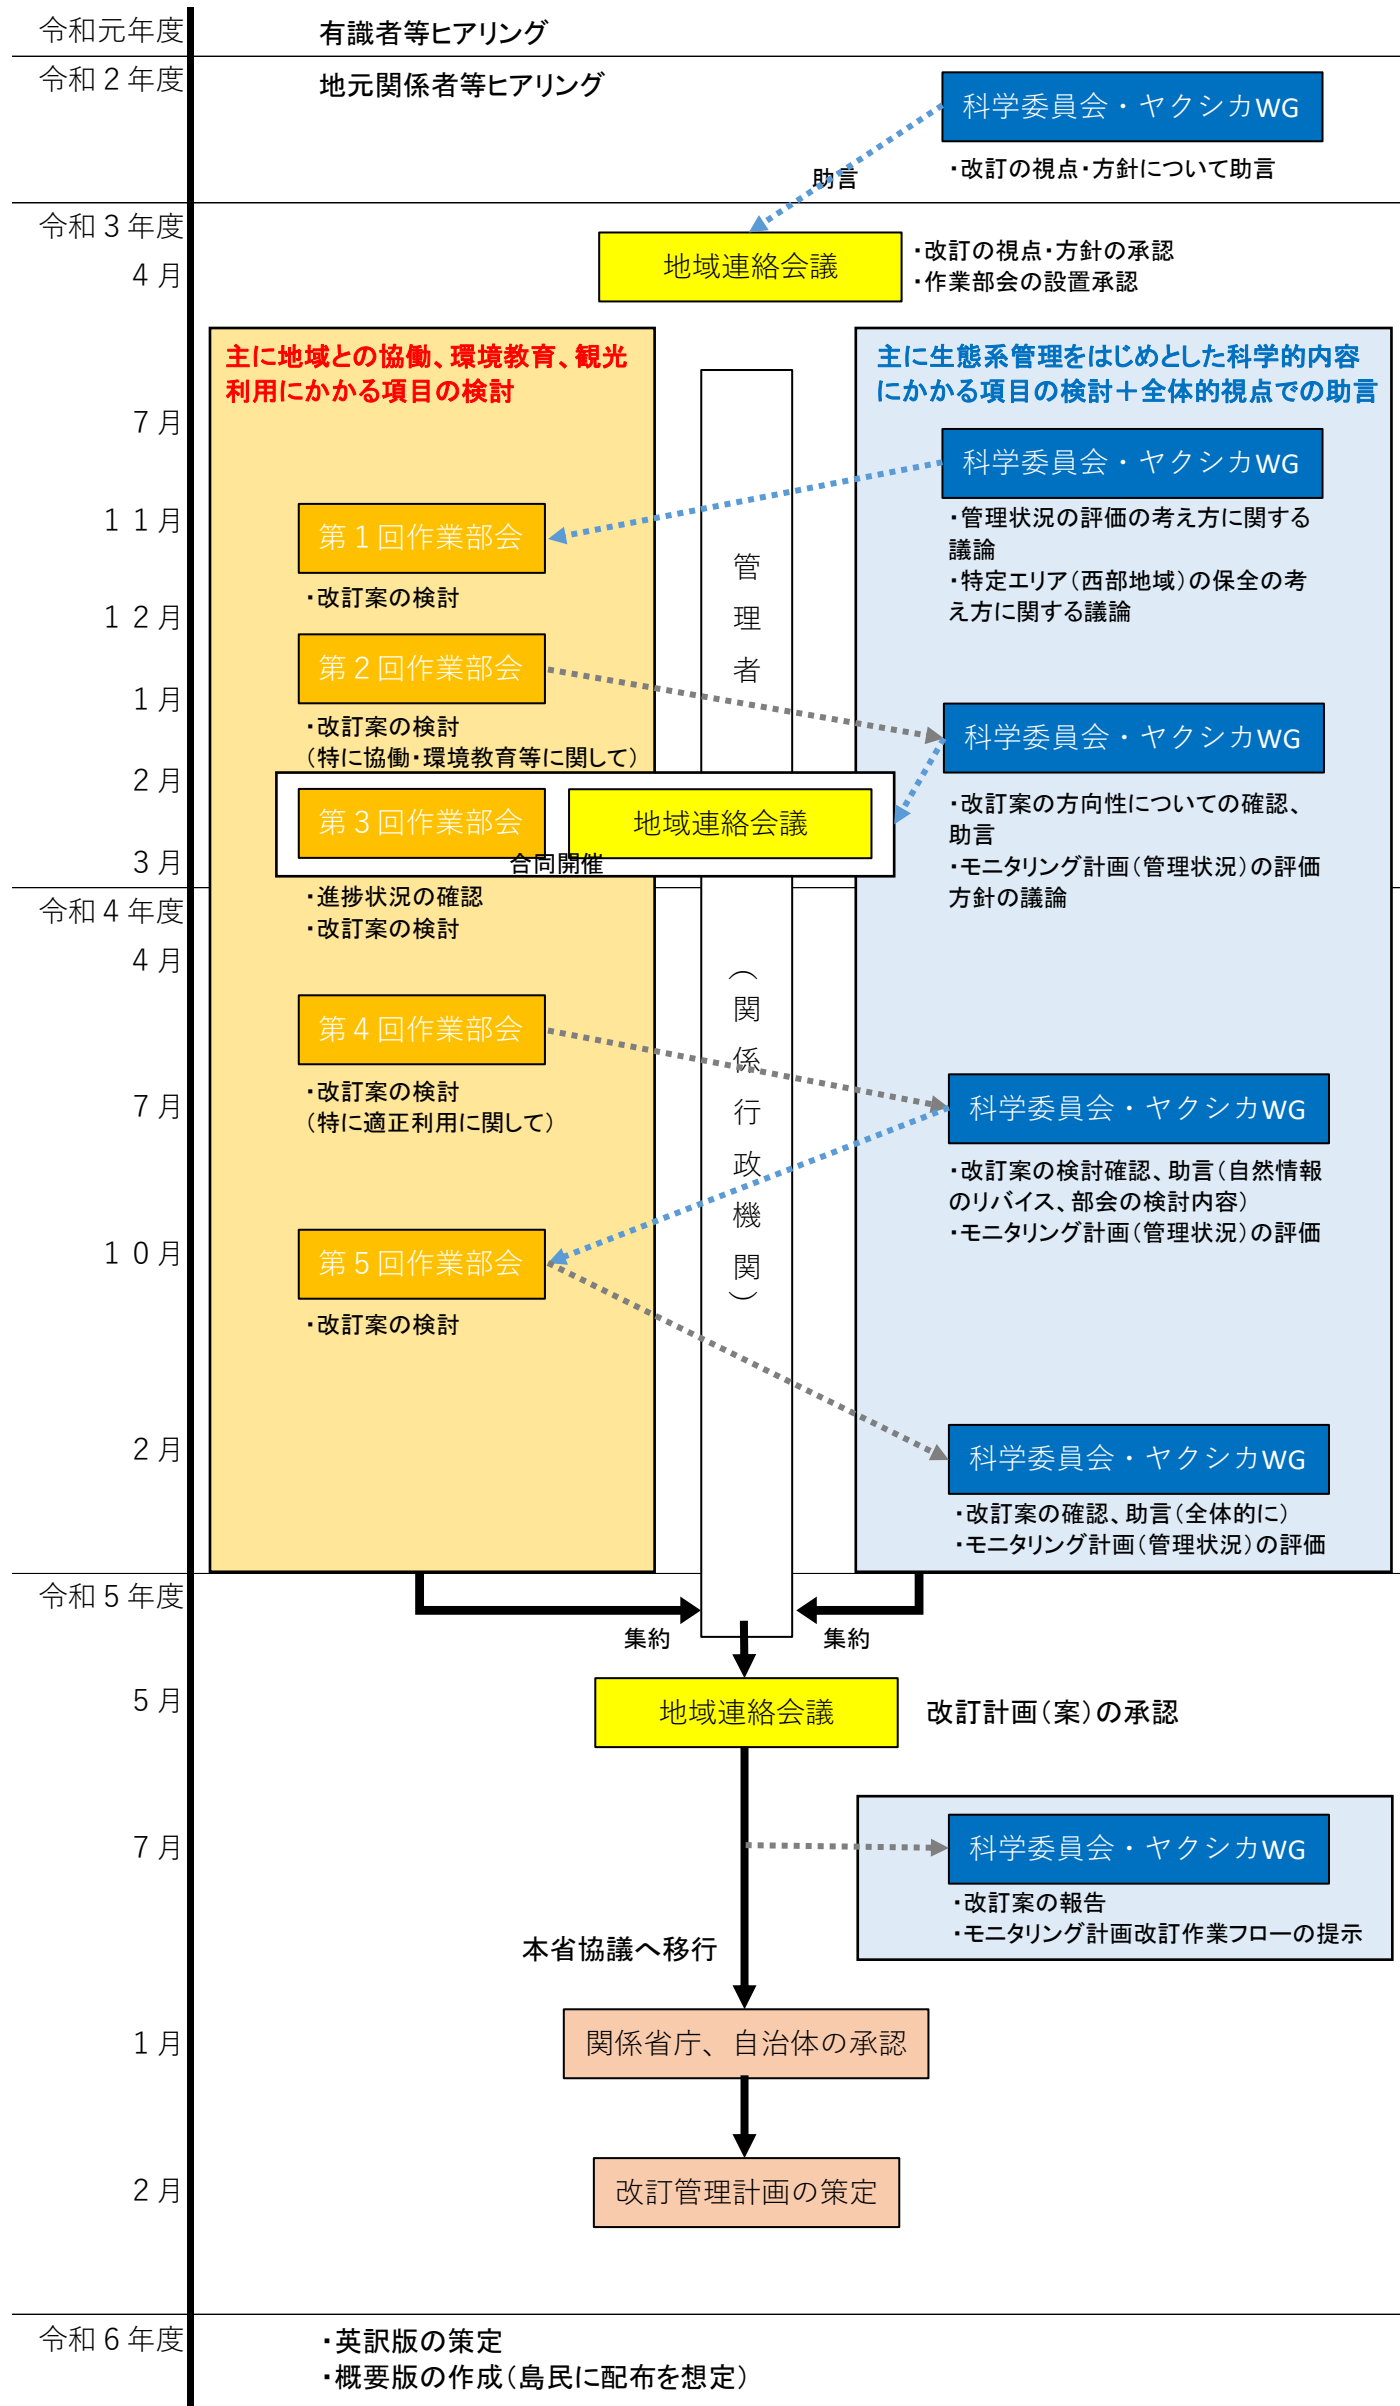 令和元年度
有識者等ヒアリング
令和２年度
地元関係者等ヒアリング
科学委員会・ヤクシカWG
・改訂の視点・方針について助言
助言
令和３年度
４月
地域連絡会議
・改訂の視点・方針の承認
・作業部会の設置承認
主に地域との協働、環境教育、観光
利用にかかる項目の検討
主に生態系管理をはじめとした科学的内容
にかかる項目の検討＋全体的視点での助言
７月
科学委員会・ヤクシカWG
・管理状況の評価の考え方に関する
議論
・特定エリア（西部地域）の保全の考
え方に関する議論
１１月
第１回作業部会
・改訂案の検討
管理者
１２月
第２回作業部会
・改訂案の検討
（特に協働・環境教育等に関して）
１月
科学委員会・ヤクシカWG
・改訂案の方向性についての確認、
助言
・モニタリング計画（管理状況）の評価
方針の議論
２月
第３回作業部会
地域連絡会議
合同開催
３月
・進捗状況の確認
・改訂案の検討
令和４年度
４月
（関係行政機関）
第４回作業部会
・改訂案の検討
（特に適正利用に関して）
７月
科学委員会・ヤクシカWG
・改訂案の検討確認、助言（自然情報
のリバイス、部会の検討内容）
・モニタリング計画（管理状況）の評価
１０月
第５回作業部会
・改訂案の検討
２月
科学委員会・ヤクシカWG
・改訂案の確認、助言（全体的に）
・モニタリング計画（管理状況）の評価
令和５年度
集約
集約
５月
地域連絡会議
改訂計画（案）の承認
７月
科学委員会・ヤクシカWG
・改訂案の報告
・モニタリング計画改訂作業フローの提示
本省協議へ移行
１月
関係省庁、自治体の承認
２月
改訂管理計画の策定
令和６年度
・英訳版の策定
・概要版の作成（島民に配布を想定）